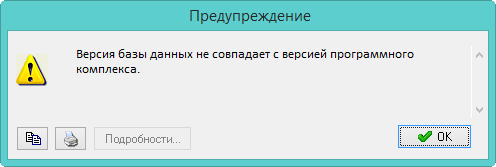 Предупреждение
Версия базы данных не совпадает с версией программного
комплекса.
Подробности...
OK